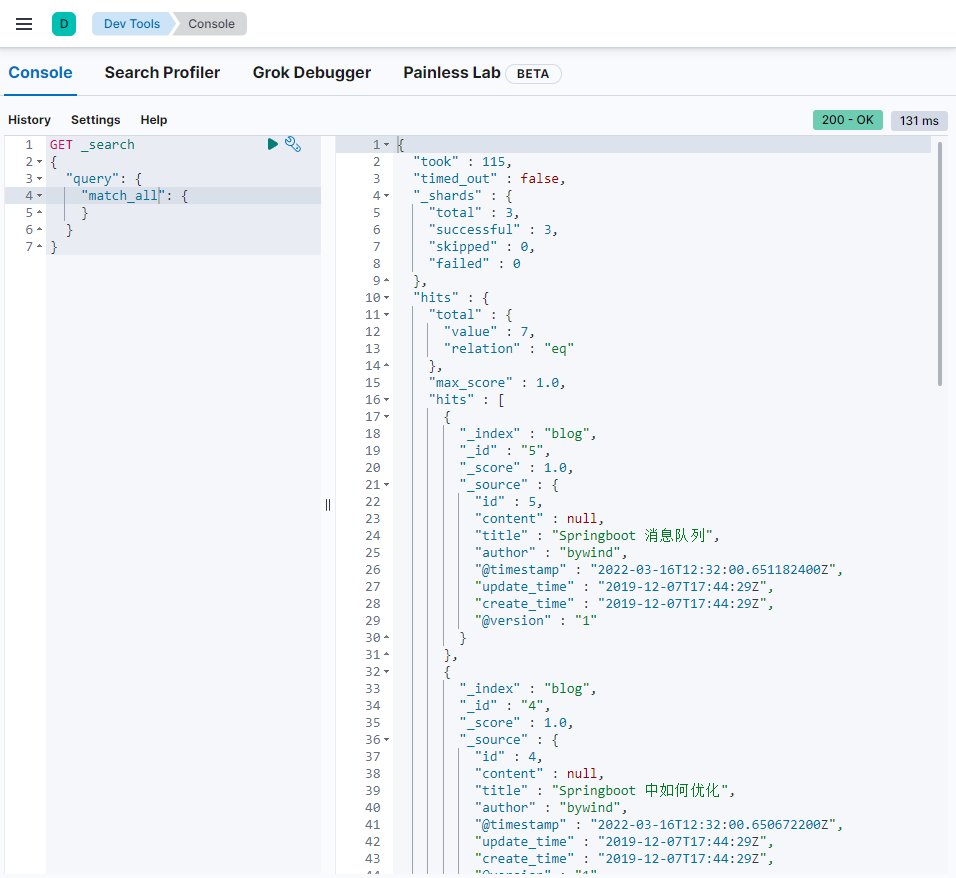 D Dev Tools Console
Console Search Profiler Grok Debugger Painless Lab BETA
History Settings Help 200 - OK 131 ms
1 GET _search
2 {
3 "query": {
4 "match_all": {
5 }
6 }
7 }
1 {
2 "took" : 115,
3 "timed_out" : false,
4 "_shards" : {
5 "total" : 3,
6 "successful" : 3,
7 "skipped" : 0,
8 "failed" : 0
9 },
10 "hits" : {
11 "total" : {
12 "value" : 7,
13 "relation" : "eq"
14 },
15 "max_score" : 1.0,
16 "hits" : [
17 {
18 "_index" : "blog",
19 "_id" : "5",
20 "_score" : 1.0,
21 "_source" : {
22 "id" : 5,
23 "content" : null,
24 "title" : "Springboot 消息队列",
25 "author" : "bywind",
26 "@timestamp" : "2022-03-16T12:32:00.651182400Z",
27 "update_time" : "2019-12-07T17:44:29Z",
28 "create_time" : "2019-12-07T17:44:29Z",
29 "@version" : "1"
30 }
31 },
32 {
33 "_index" : "blog",
34 "_id" : "4",
35 "_score" : 1.0,
36 "_source" : {
37 "id" : 4,
38 "content" : null,
39 "title" : "Springboot 中如何优化",
40 "author" : "bywind",
41 "@timestamp" : "2022-03-16T12:32:00.650672200Z",
42 "update_time" : "2019-12-07T17:44:29Z",
43 "create_time" : "2019-12-07T17:44:29Z",